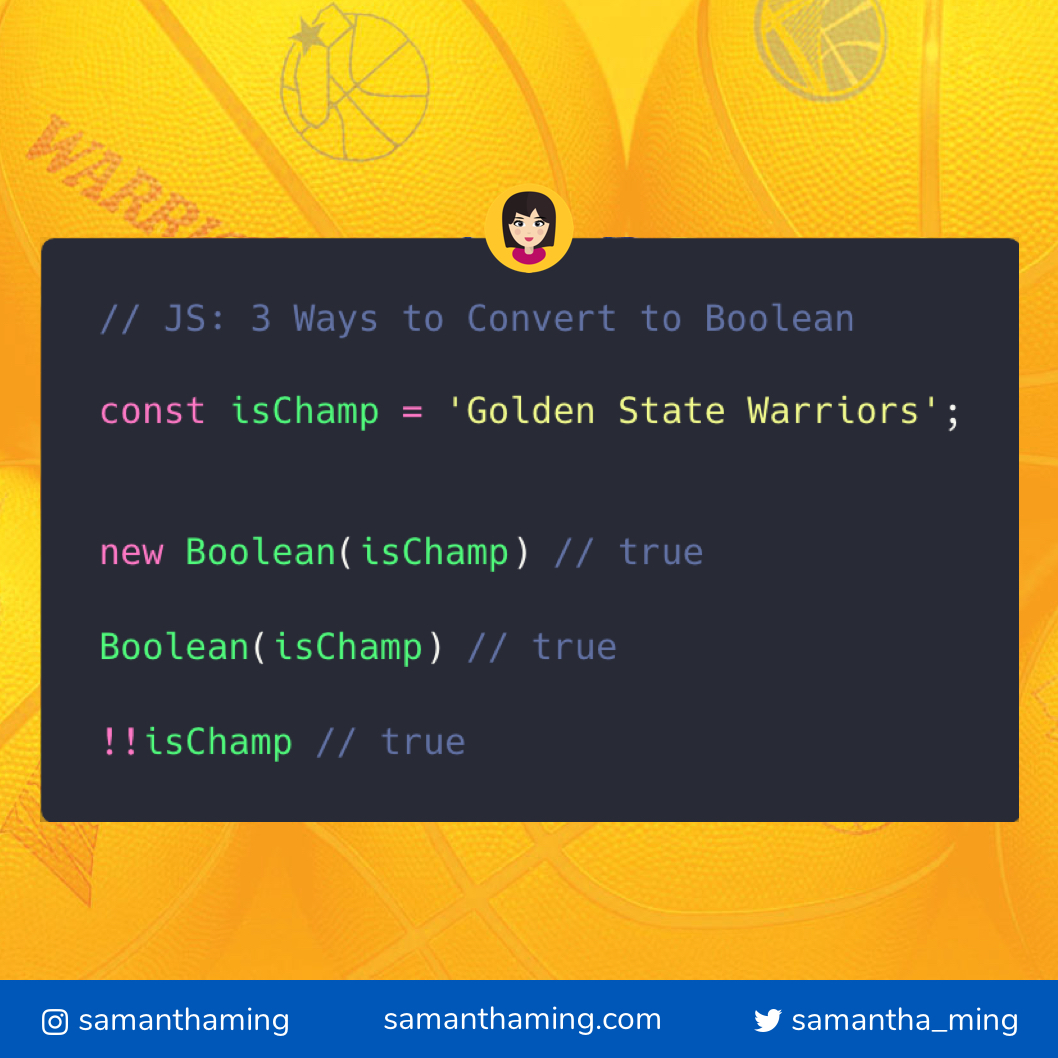 WARRI
// JS: 3 Ways to Convert to Boolean
const isChamp = 'Golden State Warriors';
new Boolean(isChamp) // true
Boolean(isChamp) // true
!!isChamp // true
samanthaming
samanthaming.com
samantha_ming